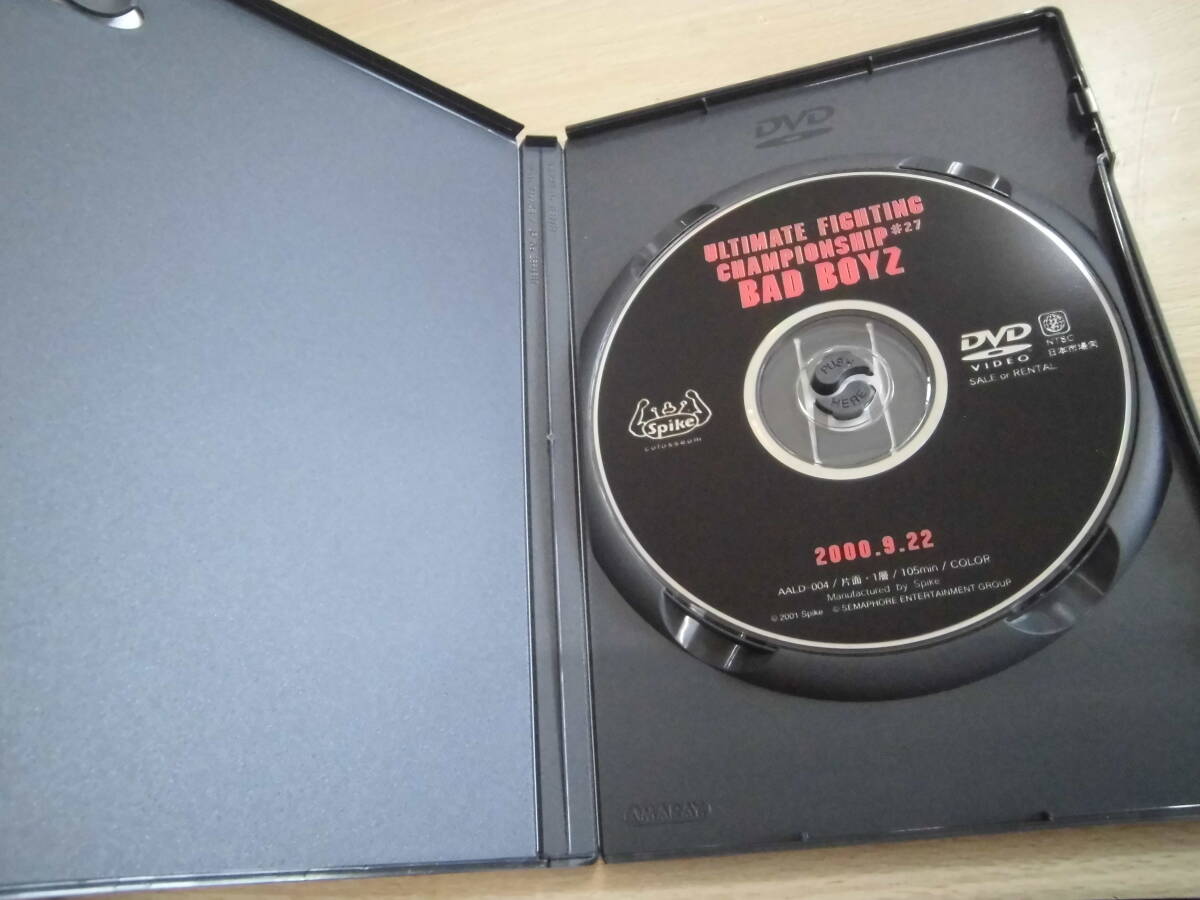 DVD
ULTIMATE FIGHTING
CHAMPIONSHIP #27
BAD BOYZ
DVD
VIDEO
NTSC
日本市場向
SALE or RENTAL
PUSH
HERE
Spike
colosseum
2000.9.22
AALD-004 / 片面・1層 / 105min / COLOR
Manufactured by Spike
© 2001 Spike © SEMAPHORE ENTERTAINMENT GROUP
AMARAY